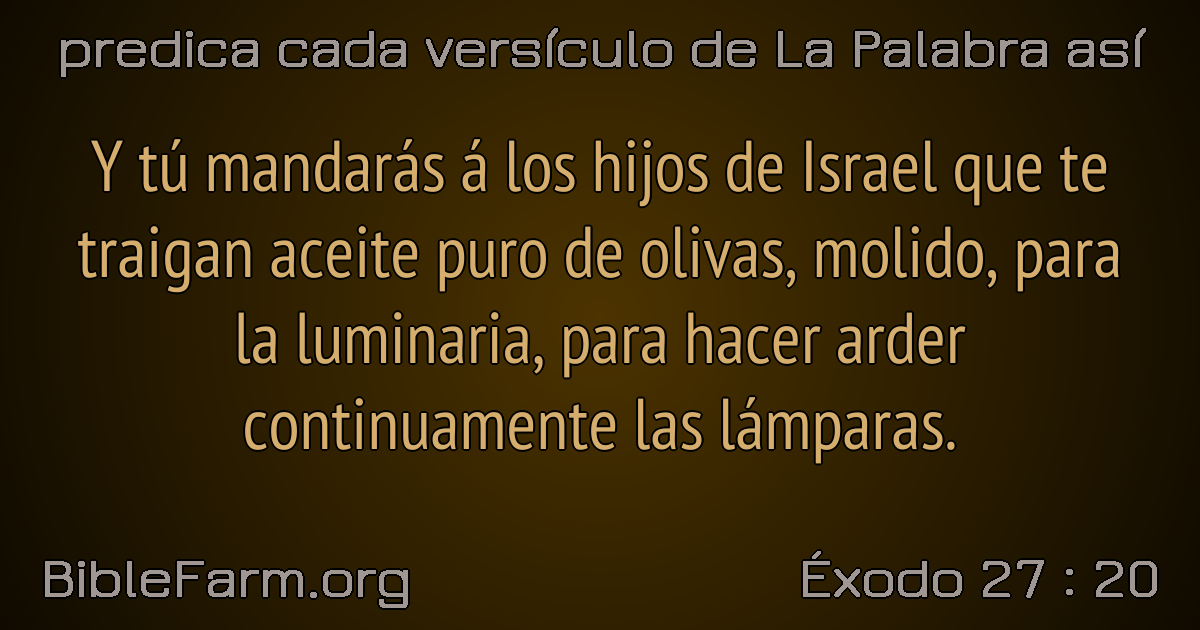 predica cada versículo de La Palabra así
Y tú mandarás á los hijos de Israel que te
traigan aceite puro de olivas, molido, para
la luminaria, para hacer arder
continuamente las lámparas.
BibleFarm.org
Éxodo 27 : 20